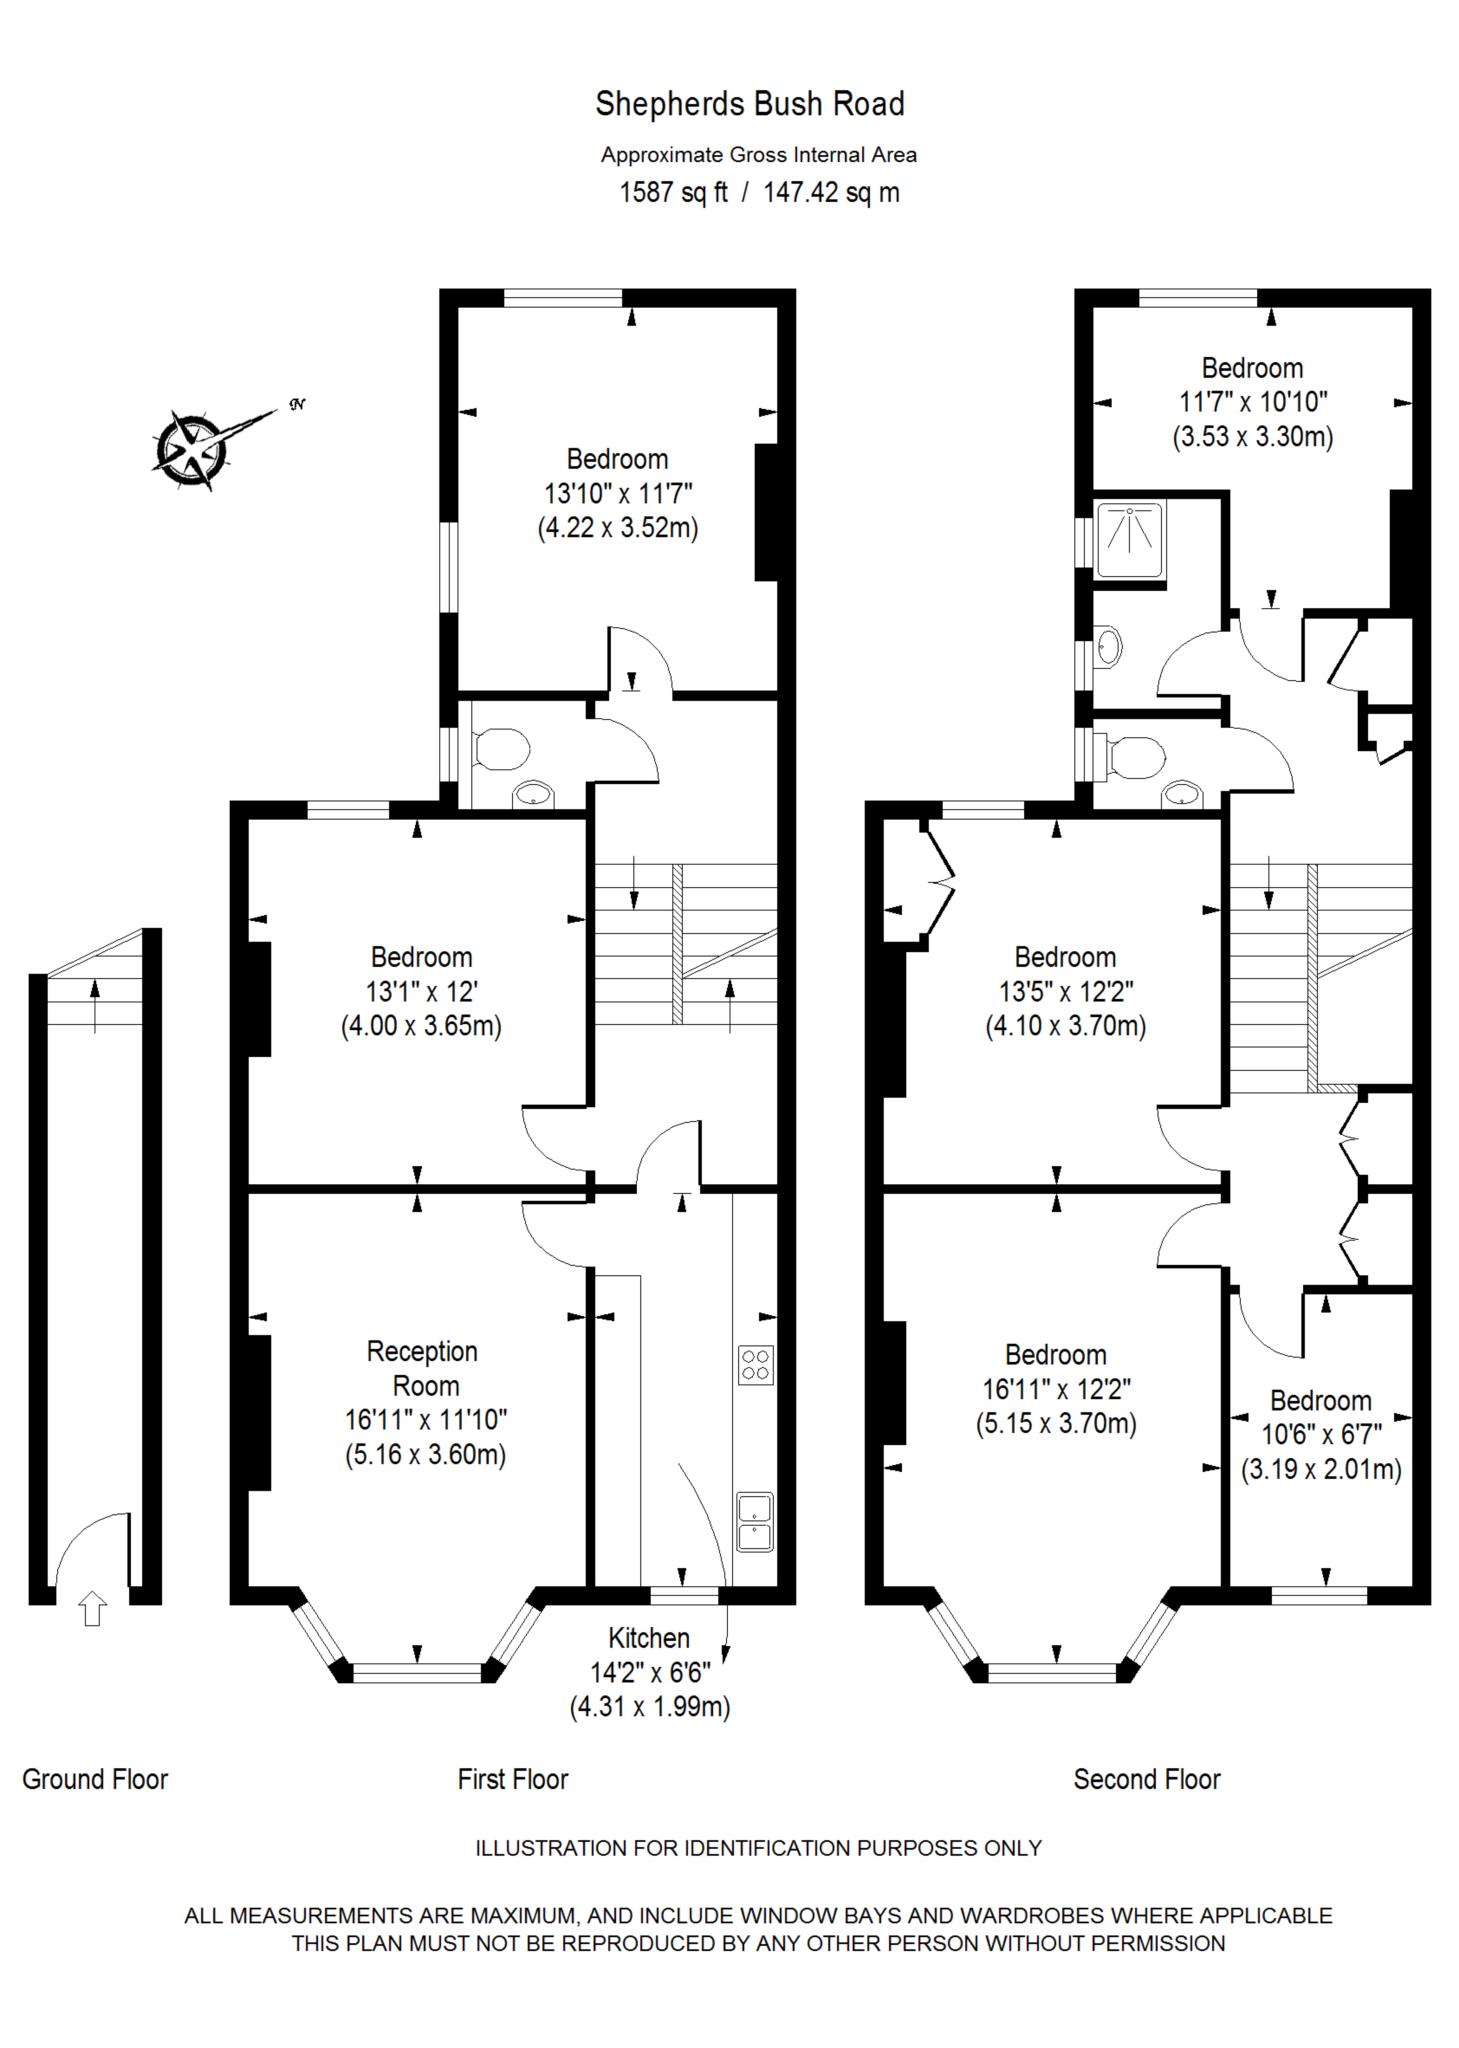 Shepherds Bush Road
Approximate Gross Internal Area
1587 sq ft / 147.42 sq m
N
Bedroom
13'10" x 11'7"
(4.22 x 3.52m)
Bedroom
11'7" x 10'10"
(3.53 x 3.30m)
Bedroom
13'1" x 12'
(4.00 x 3.65m)
Bedroom
13'5" x 12'2"
(4.10 x 3.70m)
Reception
Room
16'11" x 11'10"
(5.16 x 3.60m)
Bedroom
16'11" x 12'2"
(5.15 x 3.70m)
Bedroom
10'6" x 6'7"
(3.19 x 2.01m)
Kitchen
14'2" x 6'6"
(4.31 x 1.99m)
Ground Floor
First Floor
Second Floor
ILLUSTRATION FOR IDENTIFICATION PURPOSES ONLY
ALL MEASUREMENTS ARE MAXIMUM, AND INCLUDE WINDOW BAYS AND WARDROBES WHERE APPLICABLE
THIS PLAN MUST NOT BE REPRODUCED BY ANY OTHER PERSON WITHOUT PERMISSION